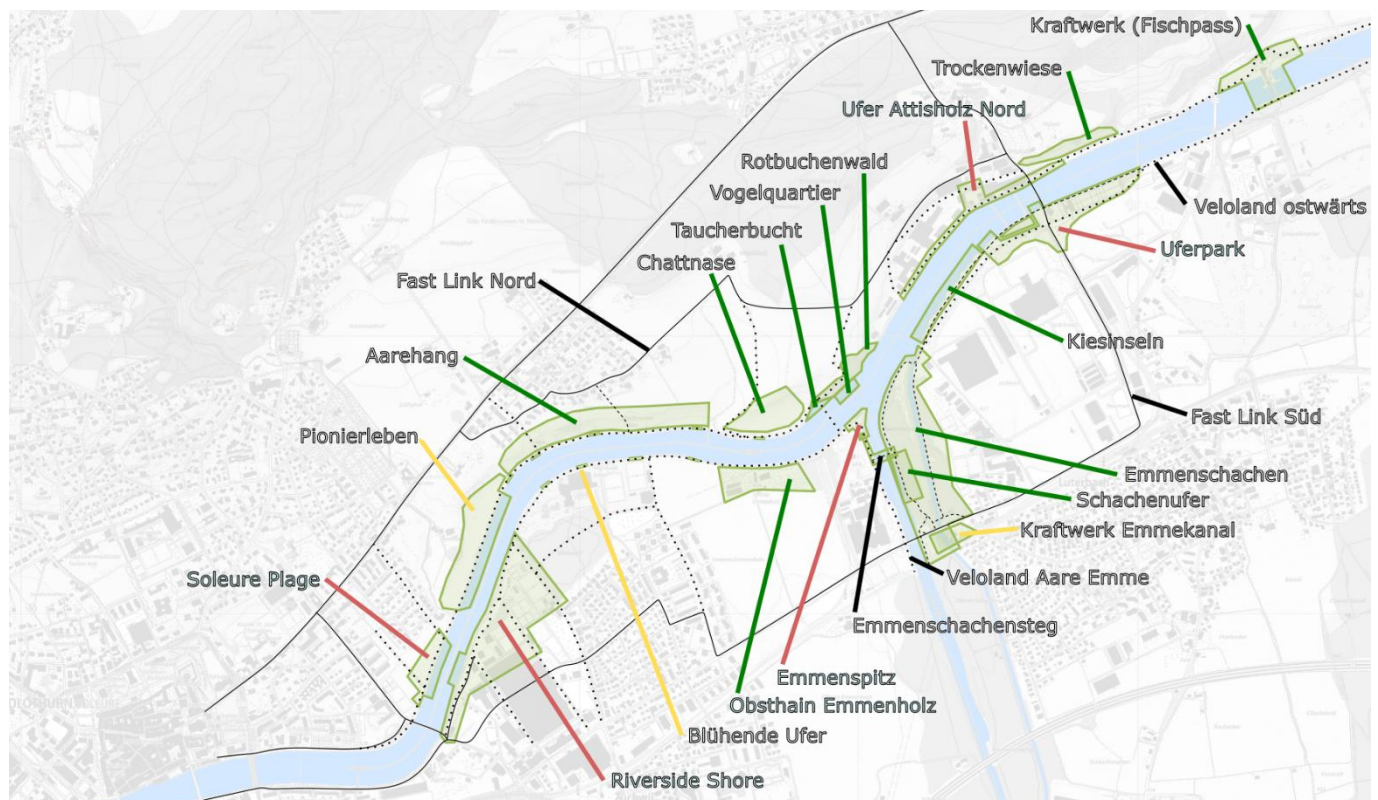 Kraftwerk (Fischpass)
Trockenwiese
Ufer Attisholz Nord
Rotbuchenwald
Vogelquartier
Veloland ostwärts
Taucherbucht
Uferpark
Chattnase
Fast Link Nord
Kiesinseln
Aarehang
Fast Link Süd
Pionierleben
Emmenschachen
Luterbach
Schachenufer
Kraftwerk Emmekanal
Soleure Plage
Veloland Aare Emme
Emmenschachensteg
Emmenspitz
Obsthain Emmenholz
Blühende Ufer
Riverside Shore